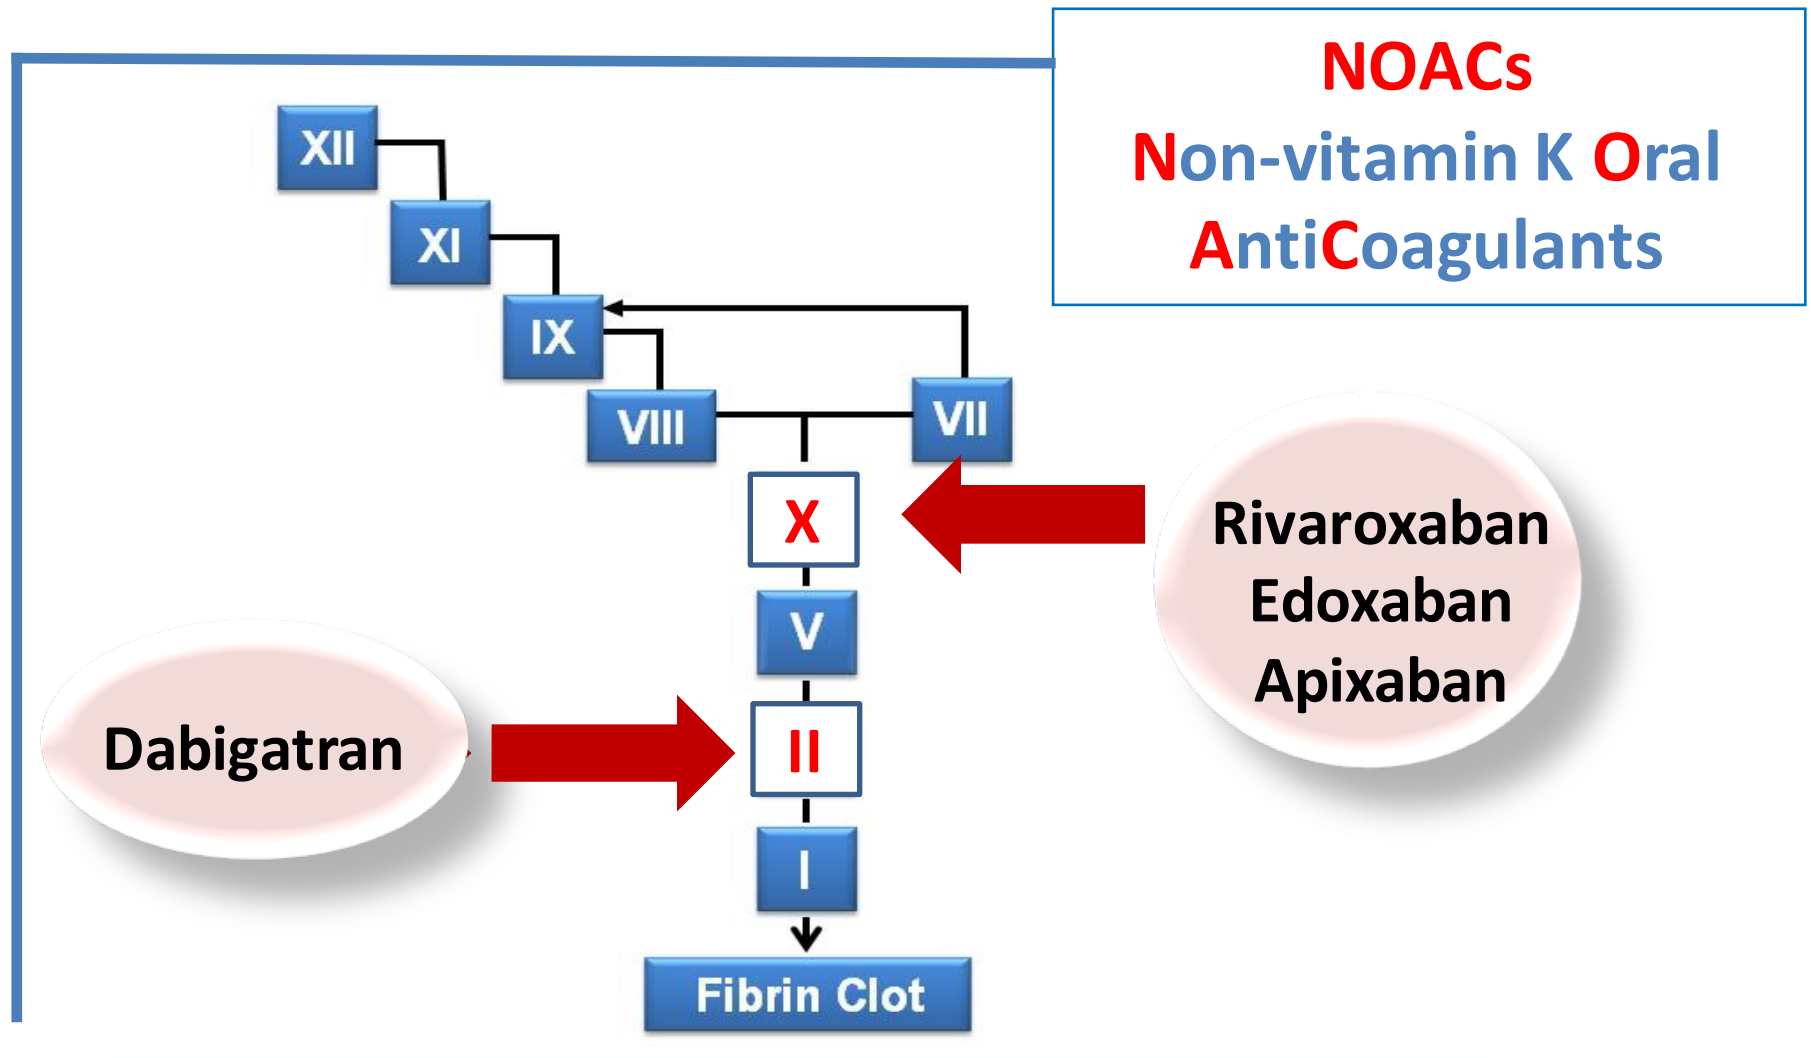 NOACs
Non-vitamin K Oral
AntiCoagulants
XII
XI
IX
VIII
VII
X
Rivaroxaban
Edoxaban
Apixaban
V
Dabigatran
II
I
Fibrin Clot